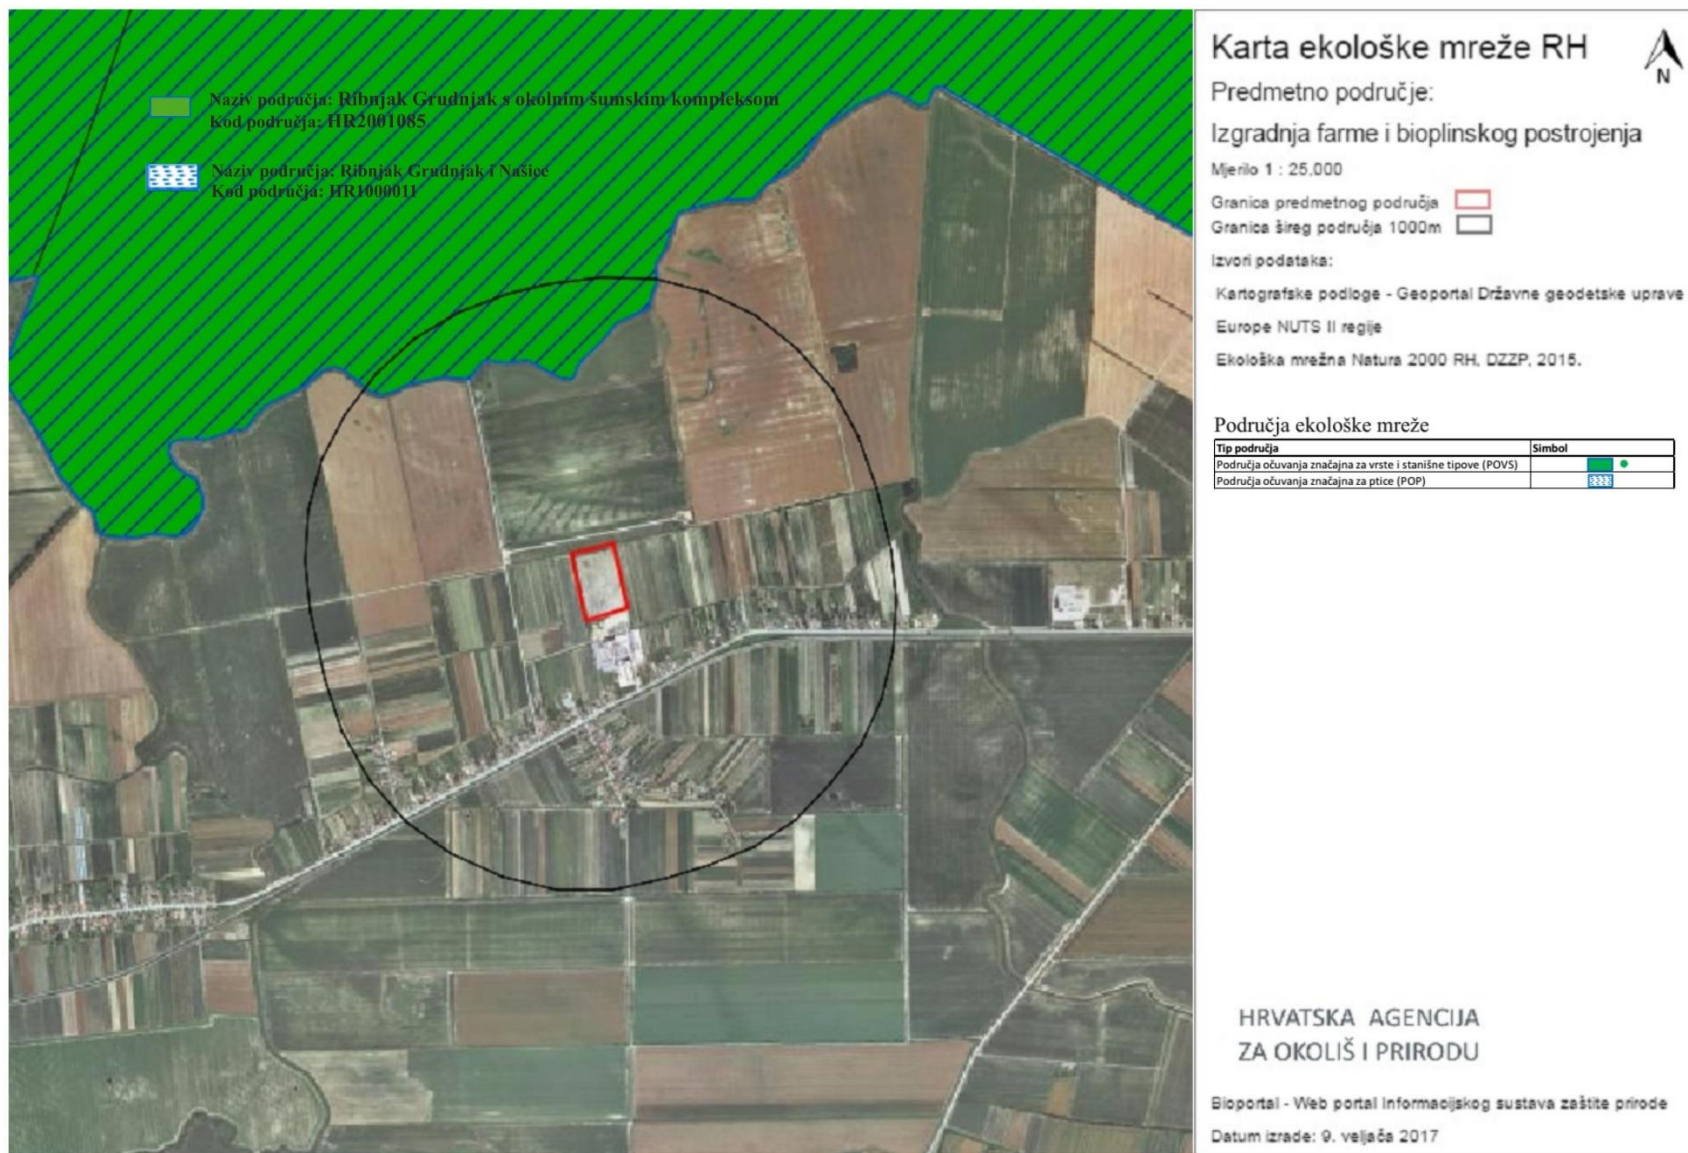 Naziv područja: Ribnjak Grudnjak s okolnim šumskim kompleksom
Kod područja: HR2001085
Naziv područja: Ribnjak Grudnjak i Našice
Kod područja: HR1000011
Karta ekološke mreže RH
N
Predmetno područje:
Izgradnja farme i bioplinskog postrojenja
Mjerilo 1 : 25,000
Granica predmetnog područja
Granica šireg područja 1000m
Izvori podataka:
Kartografske podloge - Geoportal Državne geodetske uprave
Europe NUTS II regije
Ekološka mrežna Natura 2000 RH, DZZP, 2015.
Područja ekološke mreže
Tip područja Simbol
Područja očuvanja značajna za vrste i stanišne tipove (POVS)
Područja očuvanja značajna za ptice (POP)
HRVATSKA AGENCIJA
ZA OKOLIŠ I PRIRODU
Bioportal - Web portal Informacijskog sustava zaštite prirode
Datum izrade: 9. veljača 2017